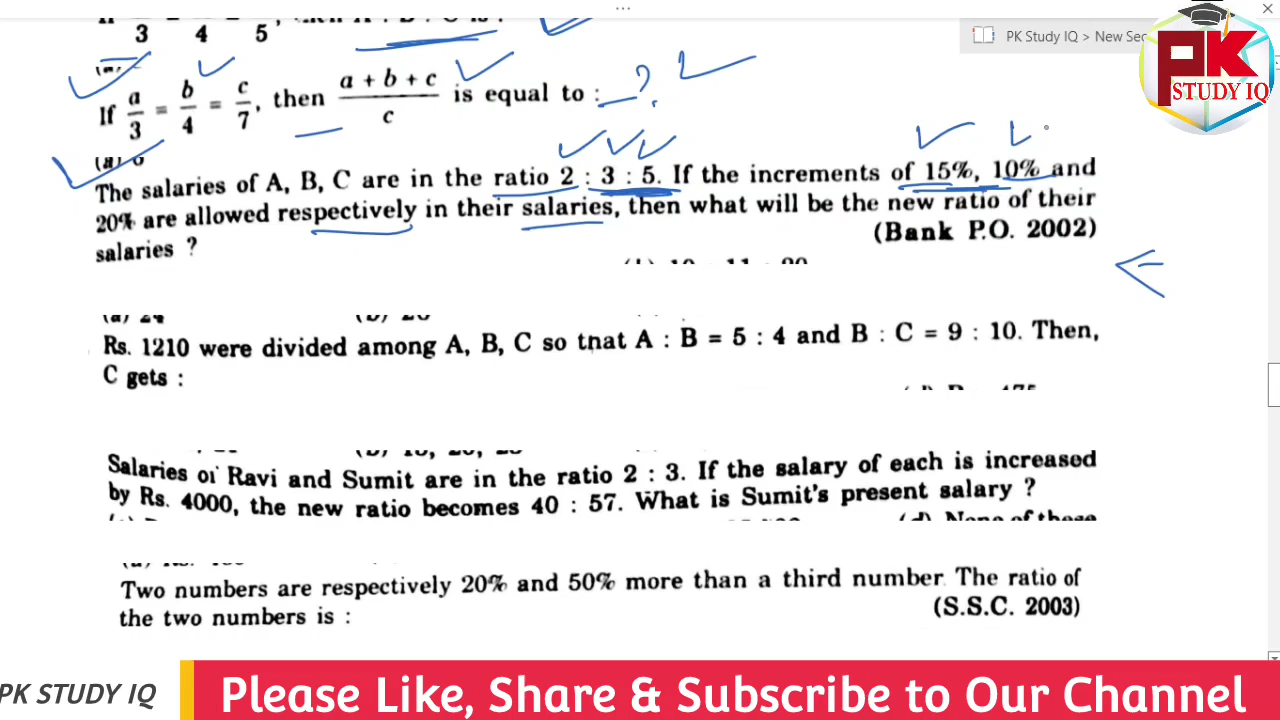 PK Study IQ > New Sec
PK
STUDY IQ
3 4 5
If a/3 = b/4 = c/7, then (a + b + c)/c is equal to : ?
The salaries of A, B, C are in the ratio 2 : 3 : 5. If the increments of 15%, 10% and
20% are allowed respectively in their salaries, then what will be the new ratio of their
salaries ?
(Bank P.O. 2002)
Rs. 1210 were divided among A, B, C so that A : B = 5 : 4 and B : C = 9 : 10. Then,
C gets :
Salaries of Ravi and Sumit are in the ratio 2 : 3. If the salary of each is increased
by Rs. 4000, the new ratio becomes 40 : 57. What is Sumit's present salary ?
(d) None of these
Two numbers are respectively 20% and 50% more than a third number. The ratio of
the two numbers is :
(S.S.C. 2003)
PK STUDY IQ
Please Like, Share & Subscribe to Our Channel